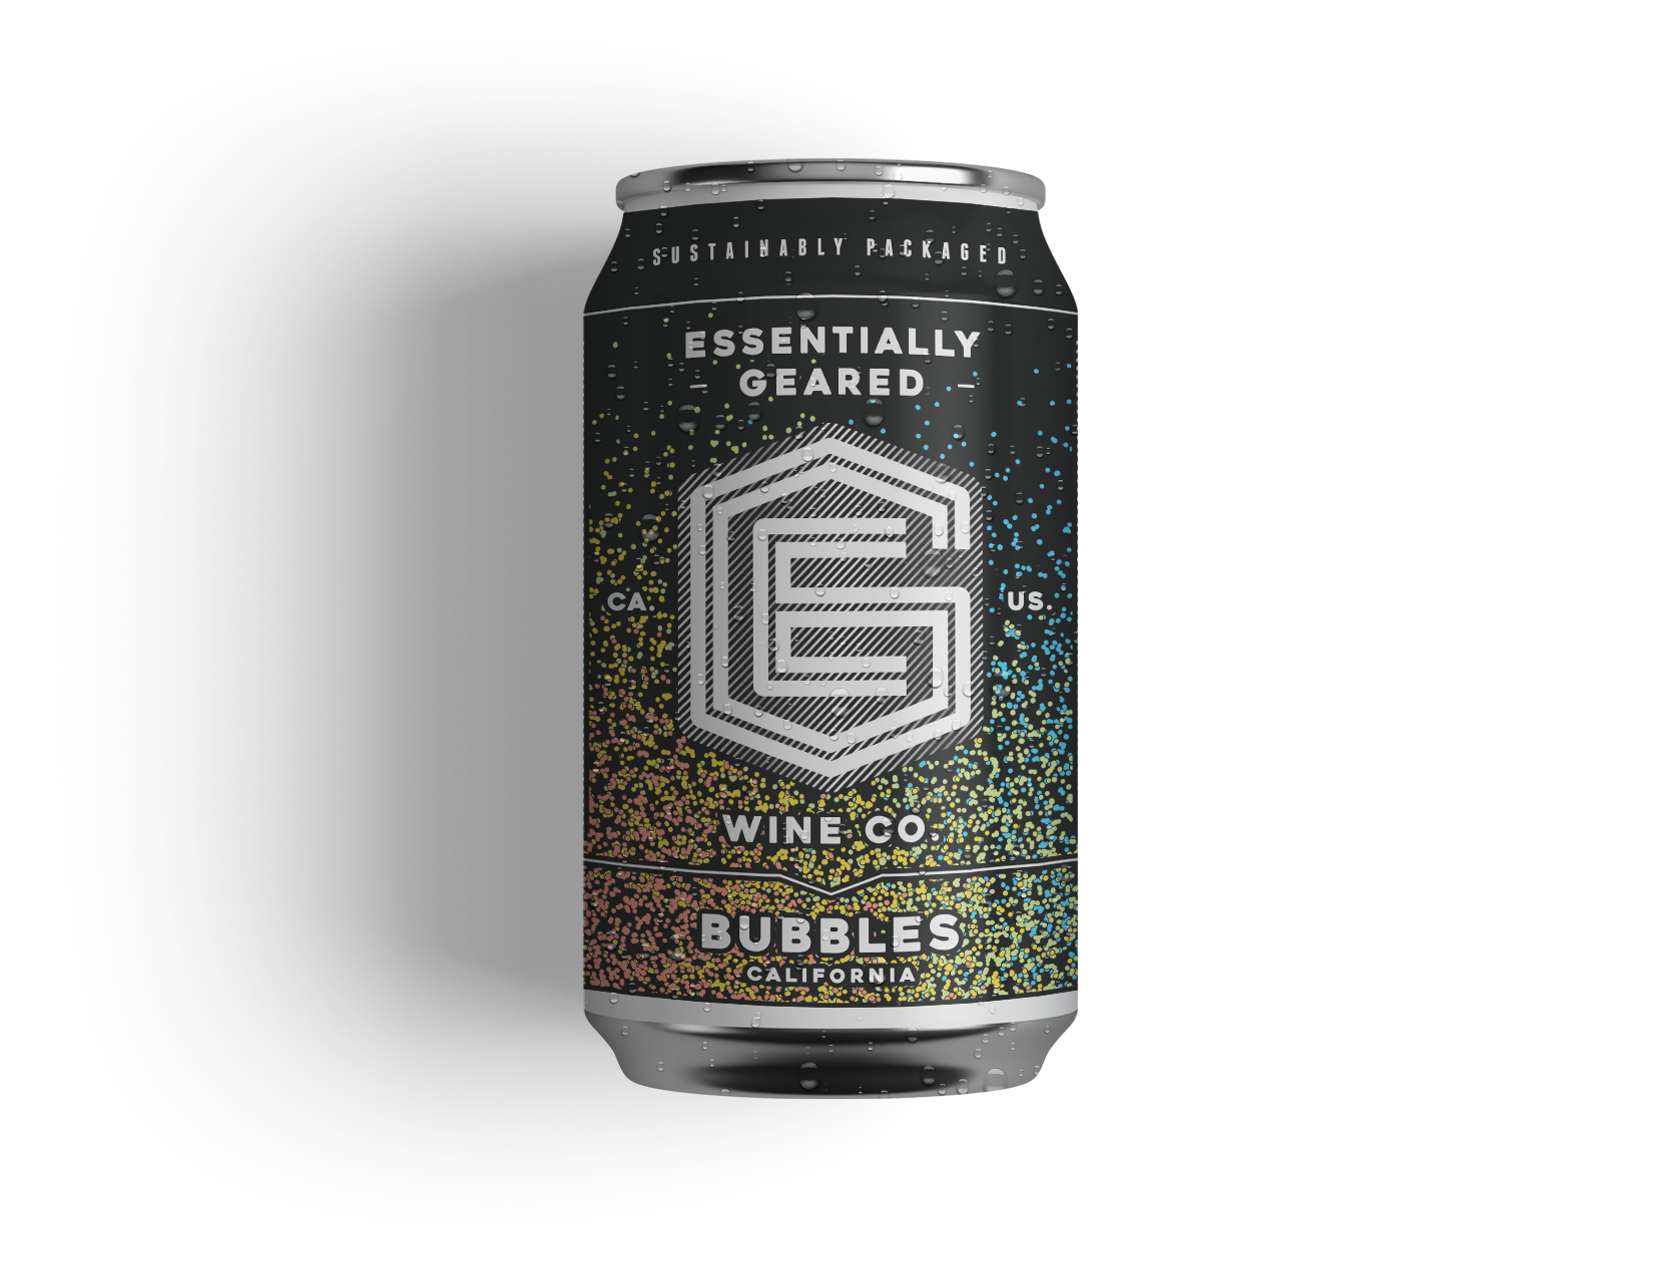 SUSTAINABLY PACKAGED
ESSENTIALLY
GEARED
CA.
US.
WINE CO.
BUBBLES
CALIFORNIA